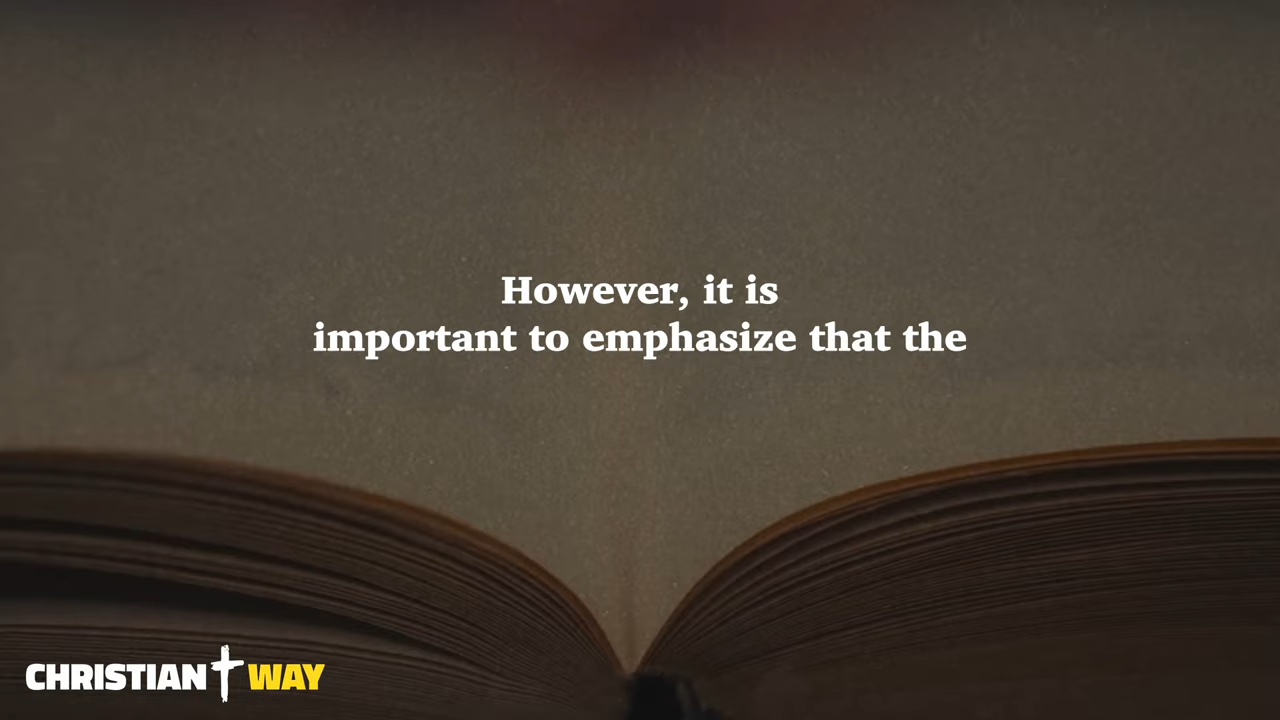 However, it is
important to emphasize that the
CHRISTIAN WAY